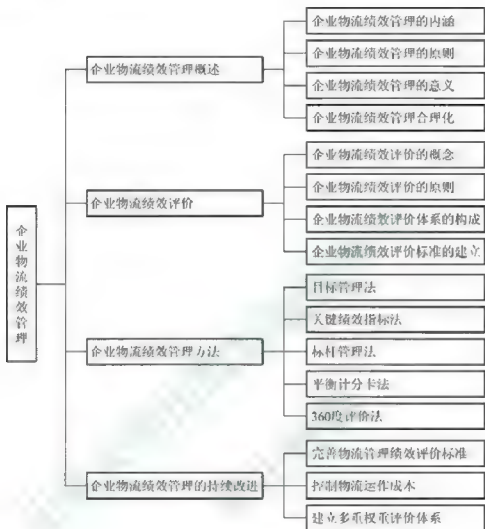 企业物流绩效管理
企业物流绩效管理概述
企业物流绩效管理的内涵
企业物流绩效管理的原则
企业物流绩效管理的意义
企业物流绩效管理合理化
企业物流绩效评价
企业物流绩效评价的概念
企业物流绩效评价的原则
企业物流绩效评价体系的构成
企业物流绩效评价标准的建立
企业物流绩效管理方法
目标管理法
关键绩效指标法
标杆管理法
平衡计分卡法
360度评价法
企业物流绩效管理的持续改进
完善物流管理绩效评价标准
控制物流运作成本
建立多重权重评价体系